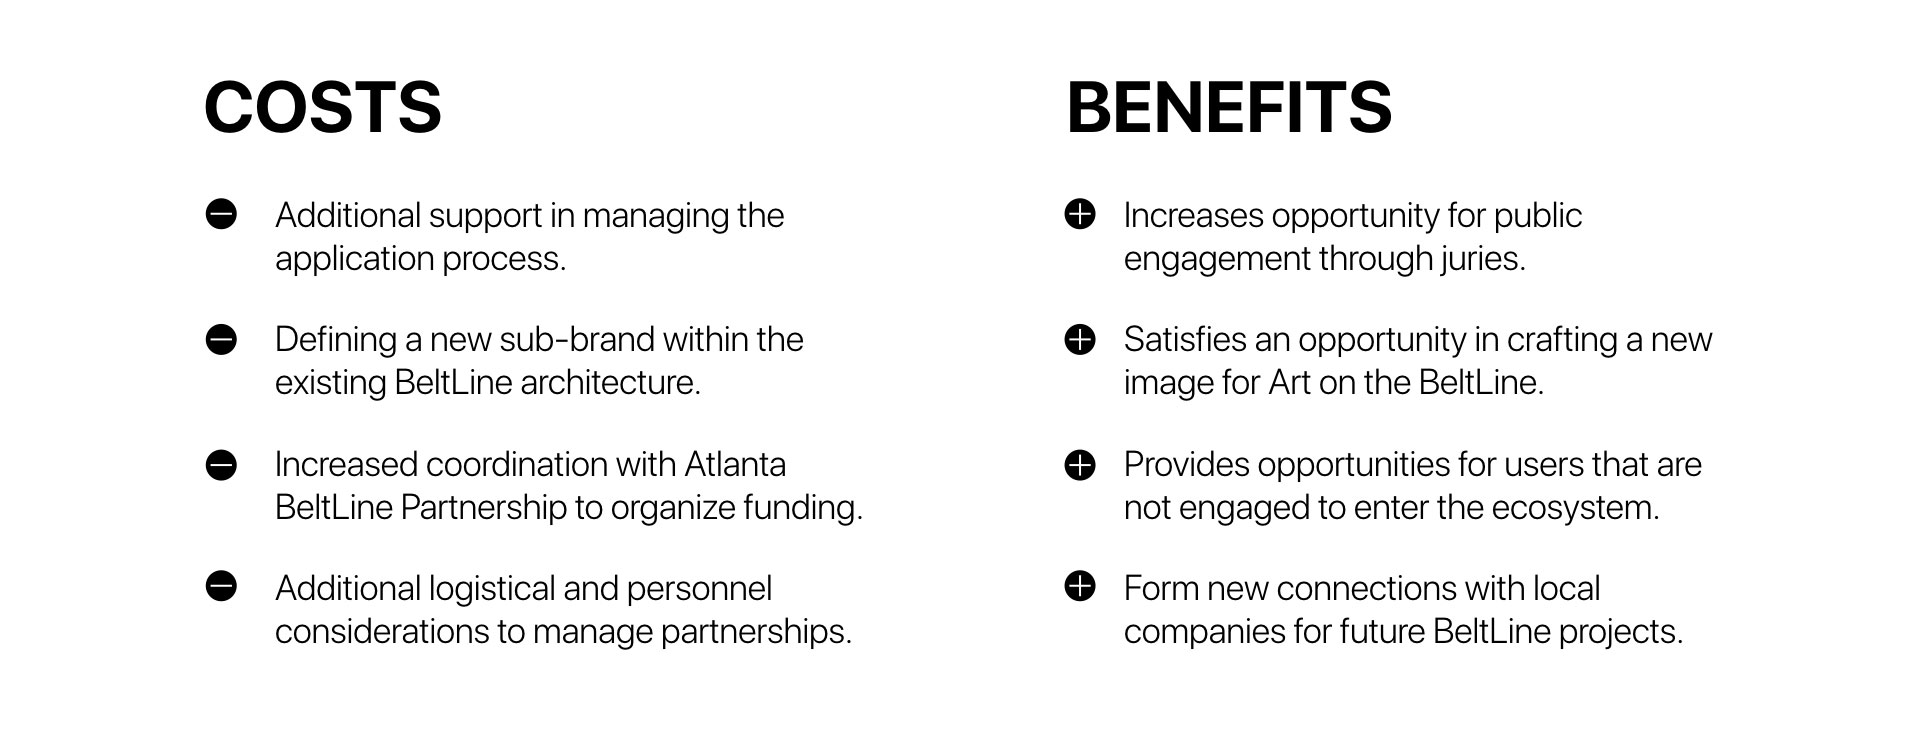 COSTS
Additional support in managing the
application process.
Defining a new sub-brand within the
existing BeltLine architecture.
Increased coordination with Atlanta
BeltLine Partnership to organize funding.
Additional logistical and personnel
considerations to manage partnerships.
BENEFITS
Increases opportunity for public
engagement through juries.
Satisfies an opportunity in crafting a new
image for Art on the BeltLine.
Provides opportunities for users that are
not engaged to enter the ecosystem.
Form new connections with local
companies for future BeltLine projects.